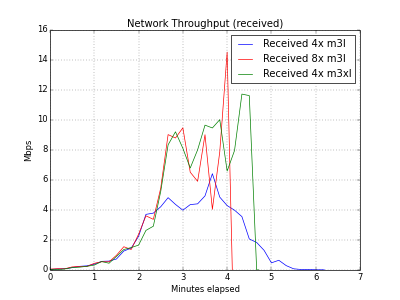 Network Throughput (received)
16
14
12
10
8
6
4
2
0
Mbps
Received 4x m3l
Received 8x m3l
Received 4x m3xl
0 1 2 3 4 5 6 7
Minutes elapsed